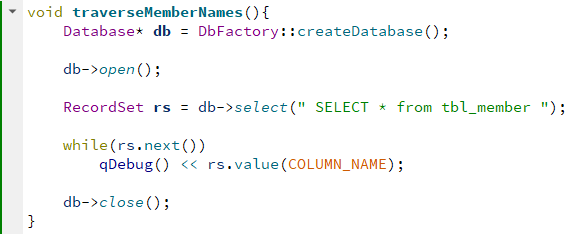 void traverseMemberNames(){
    Database* db = DbFactory::createDatabase();
    db->open();
    RecordSet rs = db->select(" SELECT * from tbl_member ");
    while(rs.next())
        qDebug() << rs.value(COLUMN_NAME);
    db->close();
}